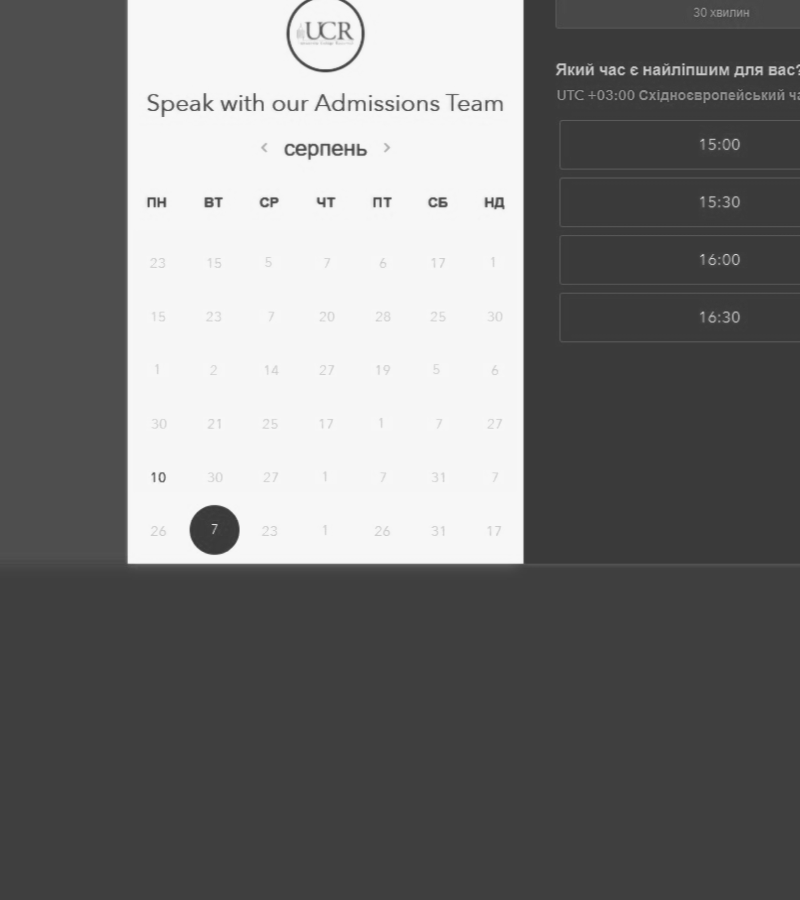 UCR
Speak with our Admissions Team
серпень
ПН ВТ СР ЧТ ПТ СБ НД
23 15 5 7 6 17 1
15 23 7 20 28 25 30
1 2 14 27 19 5 6
30 21 25 17 1 7 27
10 30 27 1 7 31 7
26 7 23 1 26 31 17
30 хвилин
Який час є найліпшим для вас?
UTC +03:00 Східноєвропейський ча
15:00
15:30
16:00
16:30